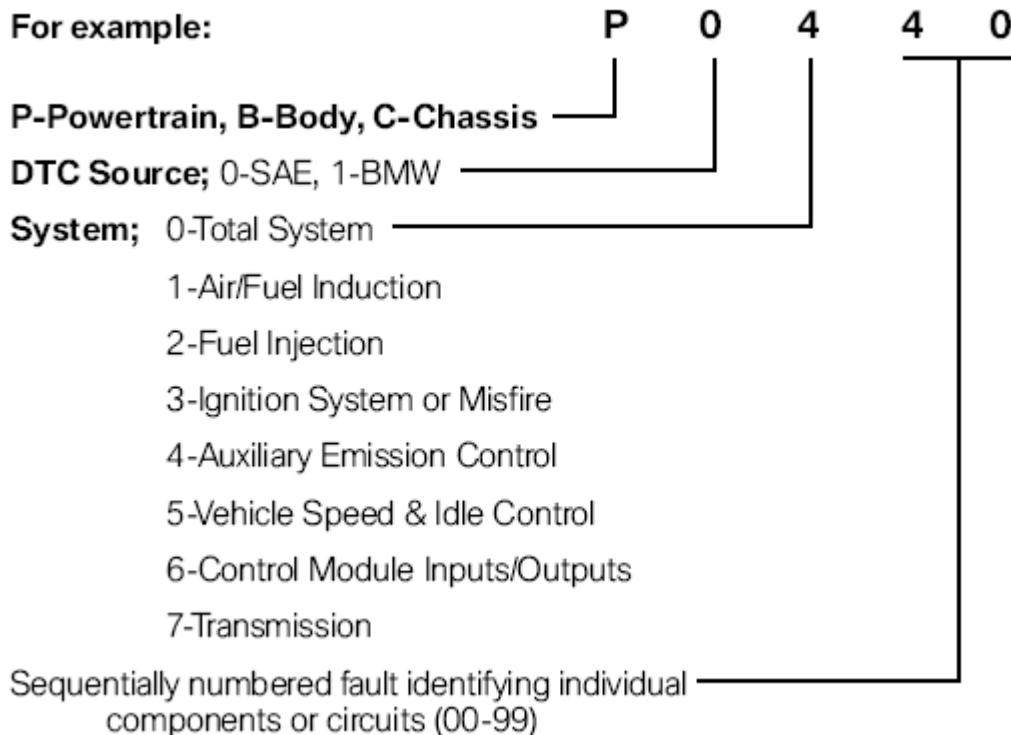 For example: P 0 4 4 0
P-Powertrain, B-Body, C-Chassis
DTC Source; 0-SAE, 1-BMW
System; 0-Total System
1-Air/Fuel Induction
2-Fuel Injection
3-Ignition System or Misfire
4-Auxiliary Emission Control
5-Vehicle Speed & Idle Control
6-Control Module Inputs/Outputs
7-Transmission
Sequentially numbered fault identifying individual
components or circuits (00-99)